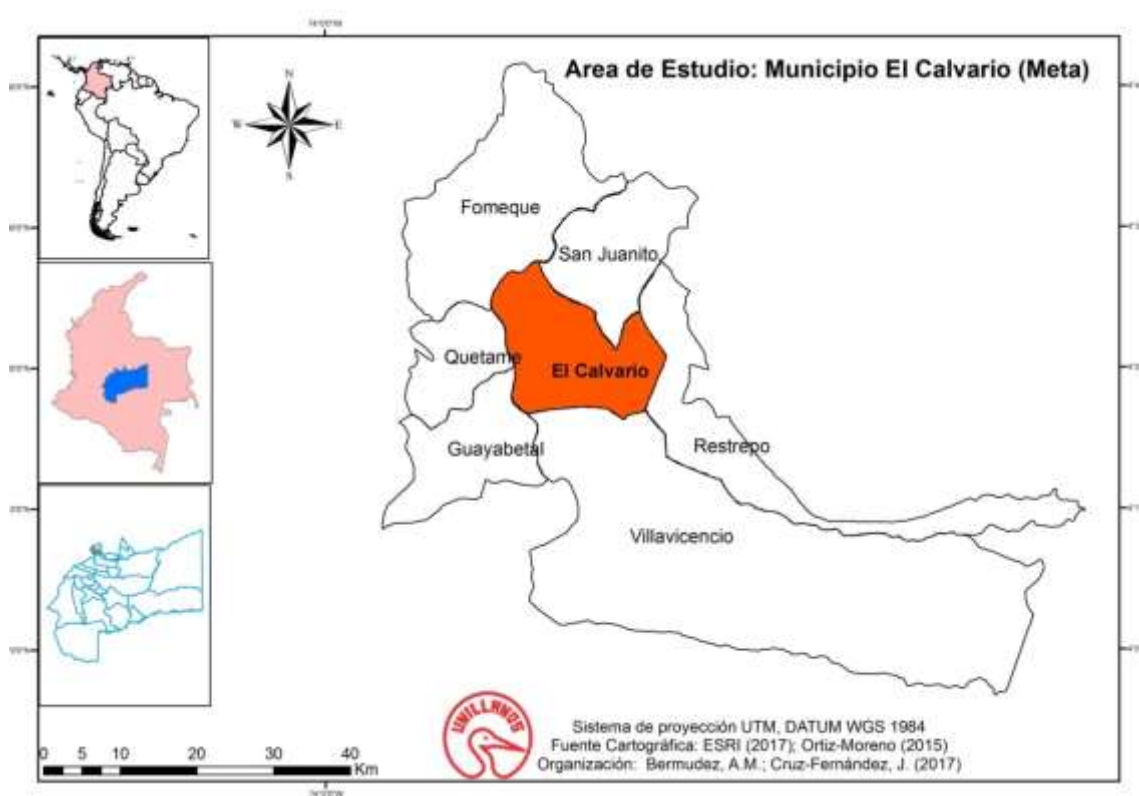 Area de Estudio: Municipio El Calvario (Meta)
N
W
E
S
Fomeque
San Juanito
Quetame
El Calvario
Guayabetal
Restrepo
Villavicencio
UNILLANOS
Sistema de proyección UTM, DATUM WGS 1984
Fuente Cartográfica: ESRI (2017); Ortiz-Moreno (2015)
Organización: Bermudez, A.M.; Cruz-Fernández, J. (2017)
0 5 10 20 30 40
Km